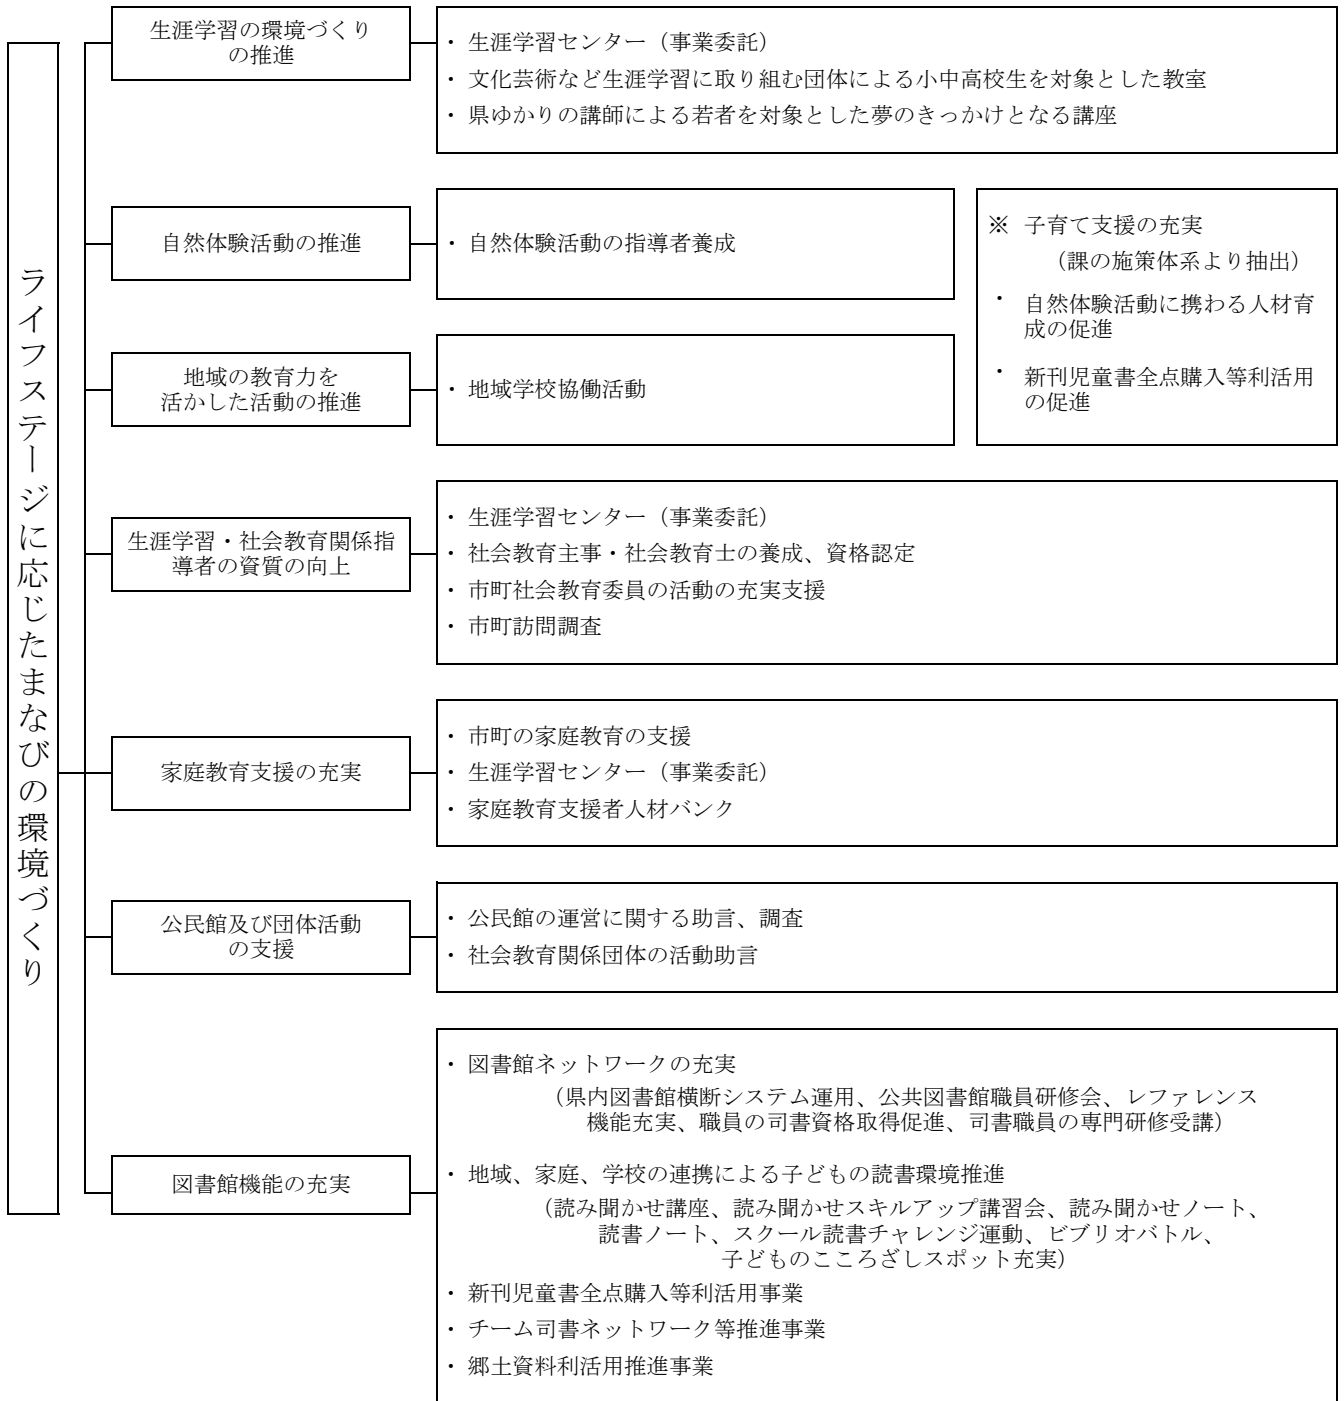 ライフステージに応じたまなびの環境づくり
生涯学習の環境づくり
の推進
・ 生涯学習センター（事業委託）
・ 文化芸術など生涯学習に取り組む団体による小中高校生を対象とした教室
・ 県ゆかりの講師による若者を対象とした夢のきっかけとなる講座
自然体験活動の推進
・ 自然体験活動の指導者養成
※ 子育て支援の充実
（課の施策体系より抽出）
・ 自然体験活動に携わる人材育
成の促進
・ 新刊児童書全点購入等利活用
の促進
地域の教育力を
活かした活動の推進
・ 地域学校協働活動
生涯学習・社会教育関係指
導者の資質の向上
・ 生涯学習センター（事業委託）
・ 社会教育主事・社会教育士の養成、資格認定
・ 市町社会教育委員の活動の充実支援
・ 市町訪問調査
家庭教育支援の充実
・ 市町の家庭教育の支援
・ 生涯学習センター（事業委託）
・ 家庭教育支援者人材バンク
公民館及び団体活動
の支援
・ 公民館の運営に関する助言、調査
・ 社会教育関係団体の活動助言
図書館機能の充実
・ 図書館ネットワークの充実
（県内図書館横断システム運用、公共図書館職員研修会、レファレンス
機能充実、職員の司書資格取得促進、司書職員の専門研修受講）
・ 地域、家庭、学校の連携による子どもの読書環境推進
（読み聞かせ講座、読み聞かせスキルアップ講習会、読み聞かせノート、
読書ノート、スクール読書チャレンジ運動、ビブリオバトル、
子どものこころざしスポット充実）
・ 新刊児童書全点購入等利活用事業
・ チーム司書ネットワーク等推進事業
・ 郷土資料利活用推進事業